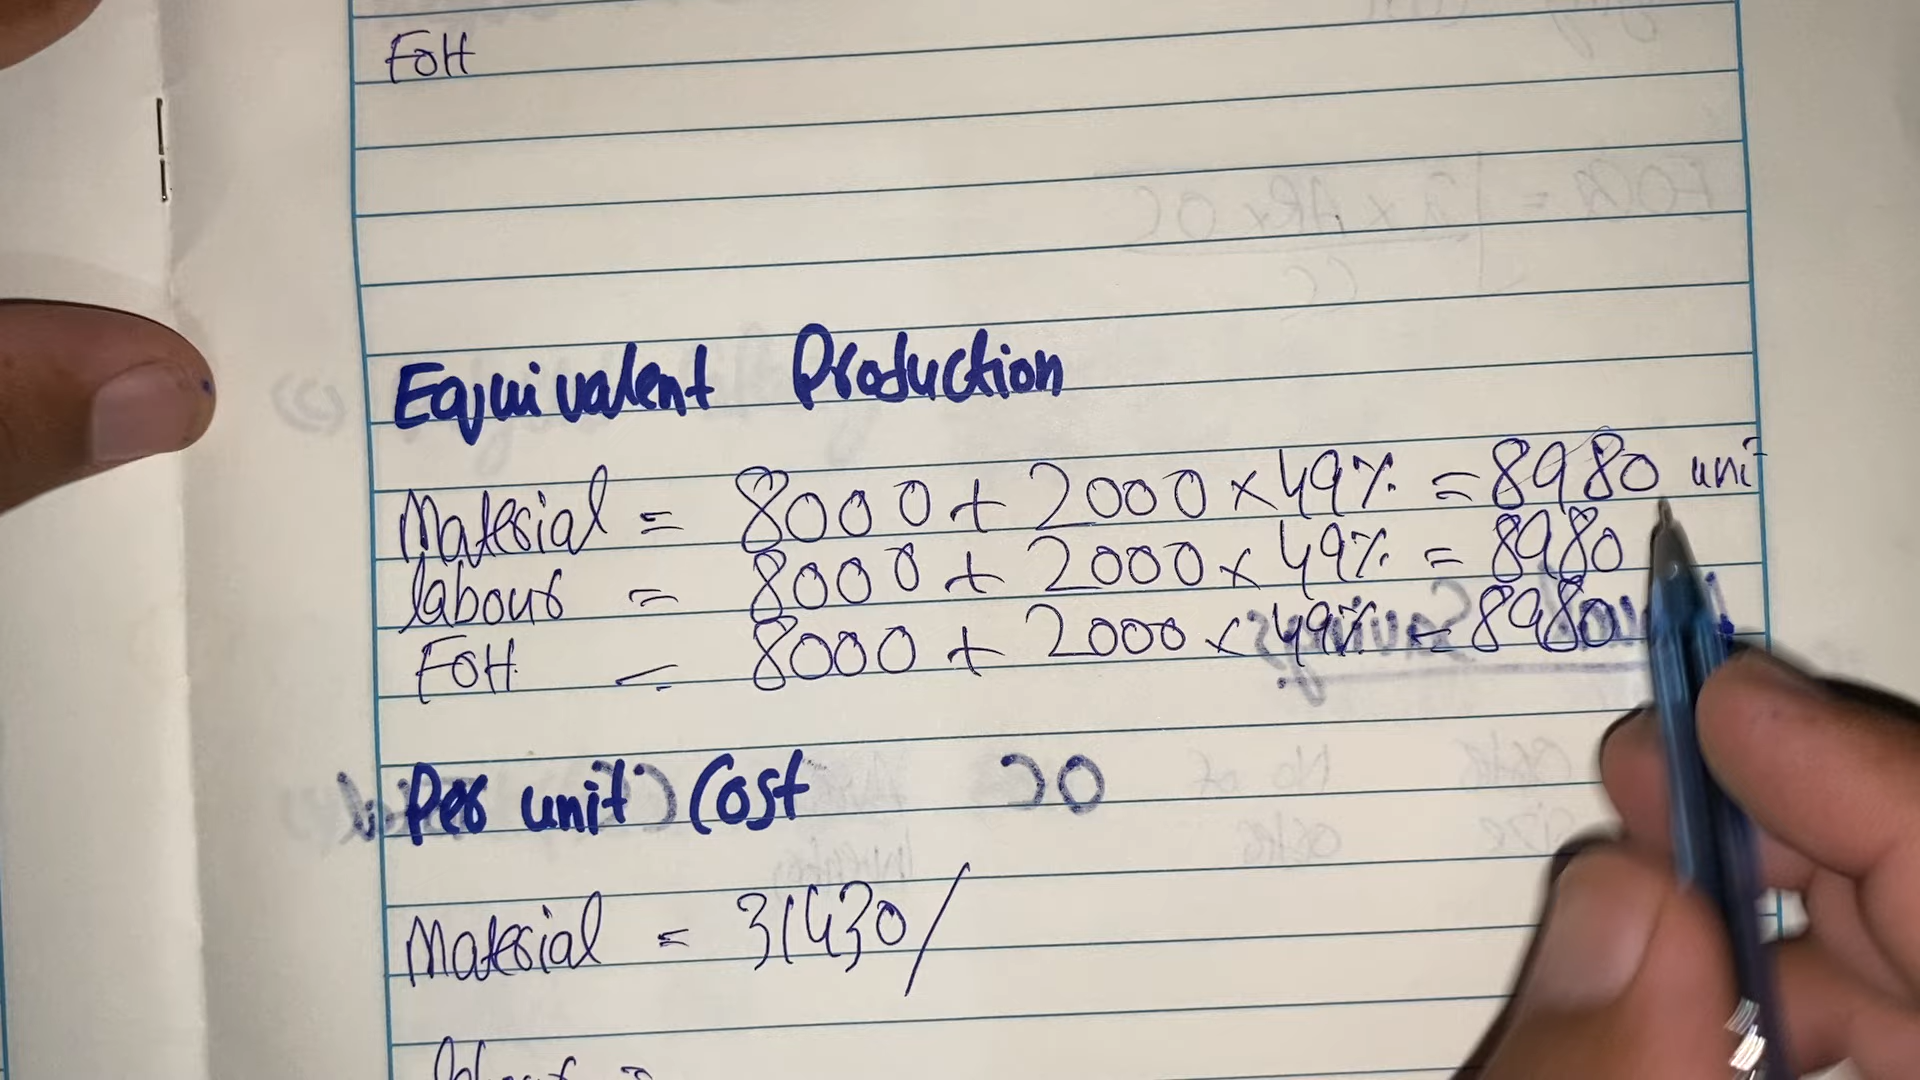 FOH
Equivalent Production
Material = 8000 + 2000 × 49% = 8980 uni
labour = 8000 + 2000 × 49% = 8980
FOH = 8000 + 2000 × 49% = 8980
Per unit Cost
Material = 31430/
labour =